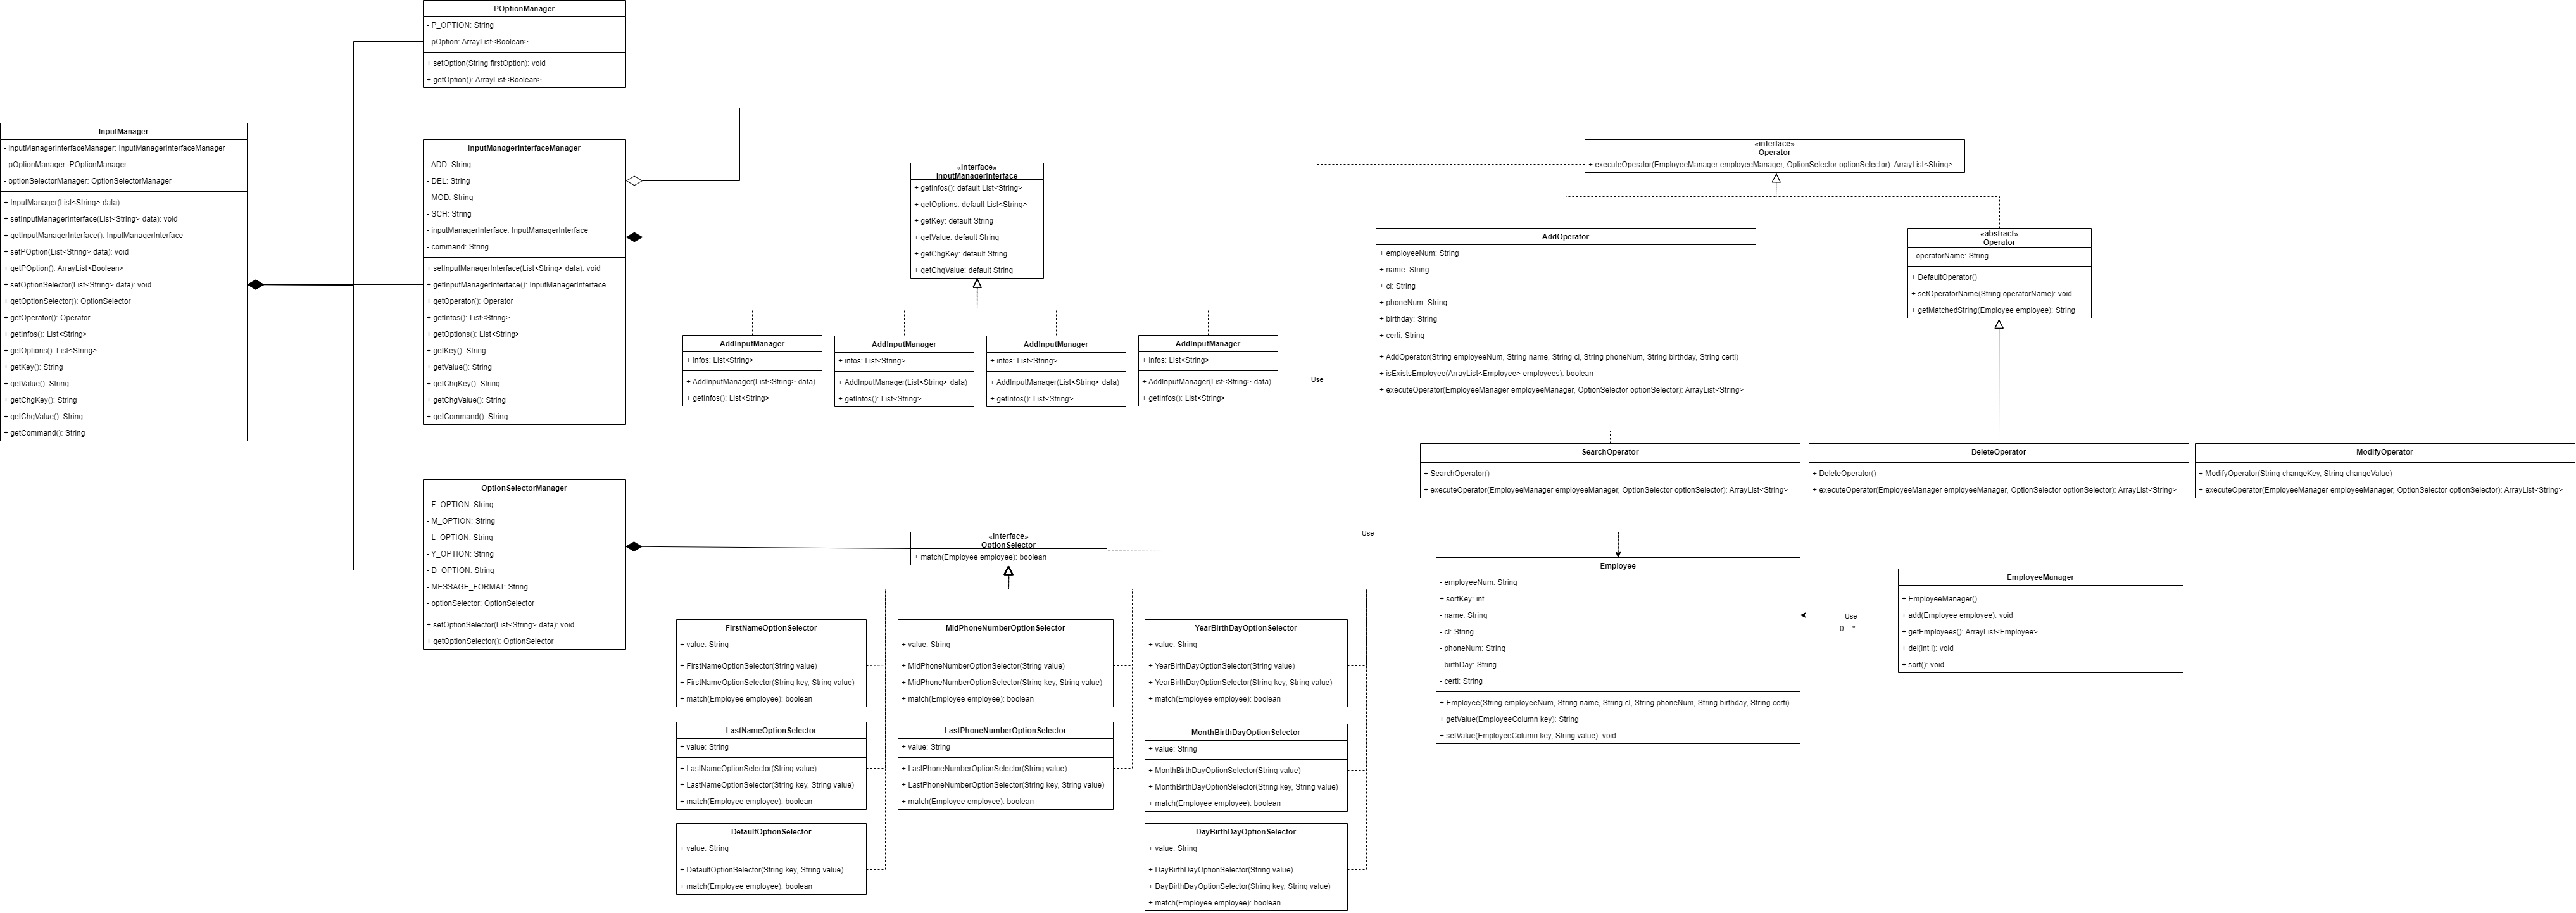 POptionManager
- P_OPTION: String
- pOption: ArrayList<Boolean>
+ setOption(String firstOption): void
+ getOption(): ArrayList<Boolean>
InputManager
- inputManagerInterfaceManager: InputManagerInterfaceManager
- pOptionManager: POptionManager
- optionSelectorManager: OptionSelectorManager
+ InputManager(List<String> data)
+ setInputManagerInterface(List<String> data): void
+ getInputManagerInterface(): InputManagerInterface
+ setPOption(List<String> data): void
+ getPOption(): ArrayList<Boolean>
+ setOptionSelector(List<String> data): void
+ getOptionSelector(): OptionSelector
+ getOperator(): Operator
+ getInfos(): List<String>
+ getOptions(): List<String>
+ getKey(): String
+ getValue(): String
+ getChgKey(): String
+ getChgValue(): String
+ getCommand(): String
InputManagerInterfaceManager
- ADD: String
- DEL: String
- MOD: String
- SCH: String
- inputManagerInterface: InputManagerInterface
- command: String
+ setInputManagerInterface(List<String> data): void
+ getInputManagerInterface(): InputManagerInterface
+ getOperator(): Operator
+ getInfos(): List<String>
+ getOptions(): List<String>
+ getKey(): String
+ getValue(): String
+ getChgKey(): String
+ getChgValue(): String
+ getCommand(): String
«interface»
InputManagerInterface
+ getInfos(): default List<String>
+ getOptions: default List<String>
+ getKey: default String
+ getValue: default String
+ getChgKey: default String
+ getChgValue: default String
AddInputManager
+ infos: List<String>
+ AddInputManager(List<String> data)
+ getInfos(): List<String>
AddInputManager
+ infos: List<String>
+ AddInputManager(List<String> data)
+ getInfos(): List<String>
AddInputManager
+ infos: List<String>
+ AddInputManager(List<String> data)
+ getInfos(): List<String>
AddInputManager
+ infos: List<String>
+ AddInputManager(List<String> data)
+ getInfos(): List<String>
«interface»
Operator
+ executeOperator(EmployeeManager employeeManager, OptionSelector optionSelector): ArrayList<String>
AddOperator
+ employeeNum: String
+ name: String
+ cl: String
+ phoneNum: String
+ birthday: String
+ certi: String
+ AddOperator(String employeeNum, String name, String cl, String phoneNum, String birthday, String certi)
+ isExistsEmployee(ArrayList<Employee> employees): boolean
+ executeOperator(EmployeeManager employeeManager, OptionSelector optionSelector): ArrayList<String>
«abstract»
Operator
- operatorName: String
+ DefaultOperator()
+ setOperatorName(String operatorName): void
+ getMatchedString(Employee employee): String
Use
SearchOperator
+ SearchOperator()
+ executeOperator(EmployeeManager employeeManager, OptionSelector optionSelector): ArrayList<String>
DeleteOperator
+ DeleteOperator()
+ executeOperator(EmployeeManager employeeManager, OptionSelector optionSelector): ArrayList<String>
ModifyOperator
+ ModifyOperator(String changeKey, String changeValue)
+ executeOperator(EmployeeManager employeeManager, OptionSelector optionSelector): ArrayList<String>
OptionSelectorManager
- F_OPTION: String
- M_OPTION: String
- L_OPTION: String
- Y_OPTION: String
- D_OPTION: String
- MESSAGE_FORMAT: String
- optionSelector: OptionSelector
+ setOptionSelector(List<String> data): void
+ getOptionSelector(): OptionSelector
«interface»
OptionSelector
+ match(Employee employee): boolean
Use
FirstNameOptionSelector
+ value: String
+ FirstNameOptionSelector(String value)
+ FirstNameOptionSelector(String key, String value)
+ match(Employee employee): boolean
MidPhoneNumberOptionSelector
+ value: String
+ MidPhoneNumberOptionSelector(String value)
+ MidPhoneNumberOptionSelector(String key, String value)
+ match(Employee employee): boolean
YearBirthDayOptionSelector
+ value: String
+ YearBirthDayOptionSelector(String value)
+ YearBirthDayOptionSelector(String key, String value)
+ match(Employee employee): boolean
LastNameOptionSelector
+ value: String
+ LastNameOptionSelector(String value)
+ LastNameOptionSelector(String key, String value)
+ match(Employee employee): boolean
LastPhoneNumberOptionSelector
+ value: String
+ LastPhoneNumberOptionSelector(String value)
+ LastPhoneNumberOptionSelector(String key, String value)
+ match(Employee employee): boolean
MonthBirthDayOptionSelector
+ value: String
+ MonthBirthDayOptionSelector(String value)
+ MonthBirthDayOptionSelector(String key, String value)
+ match(Employee employee): boolean
DefaultOptionSelector
+ value: String
+ DefaultOptionSelector(String key, String value)
+ match(Employee employee): boolean
DayBirthDayOptionSelector
+ value: String
+ DayBirthDayOptionSelector(String value)
+ DayBirthDayOptionSelector(String key, String value)
+ match(Employee employee): boolean
Employee
- employeeNum: String
+ sortKey: int
- name: String
- cl: String
- phoneNum: String
- birthDay: String
- certi: String
+ Employee(String employeeNum, String name, String cl, String phoneNum, String birthday, String certi)
+ getValue(EmployeeColumn key): String
+ setValue(EmployeeColumn key, String value): void
Use
0 .. *
EmployeeManager
+ EmployeeManager()
+ add(Employee employee): void
+ getEmployees(): ArrayList<Employee>
+ del(int i): void
+ sort(): void